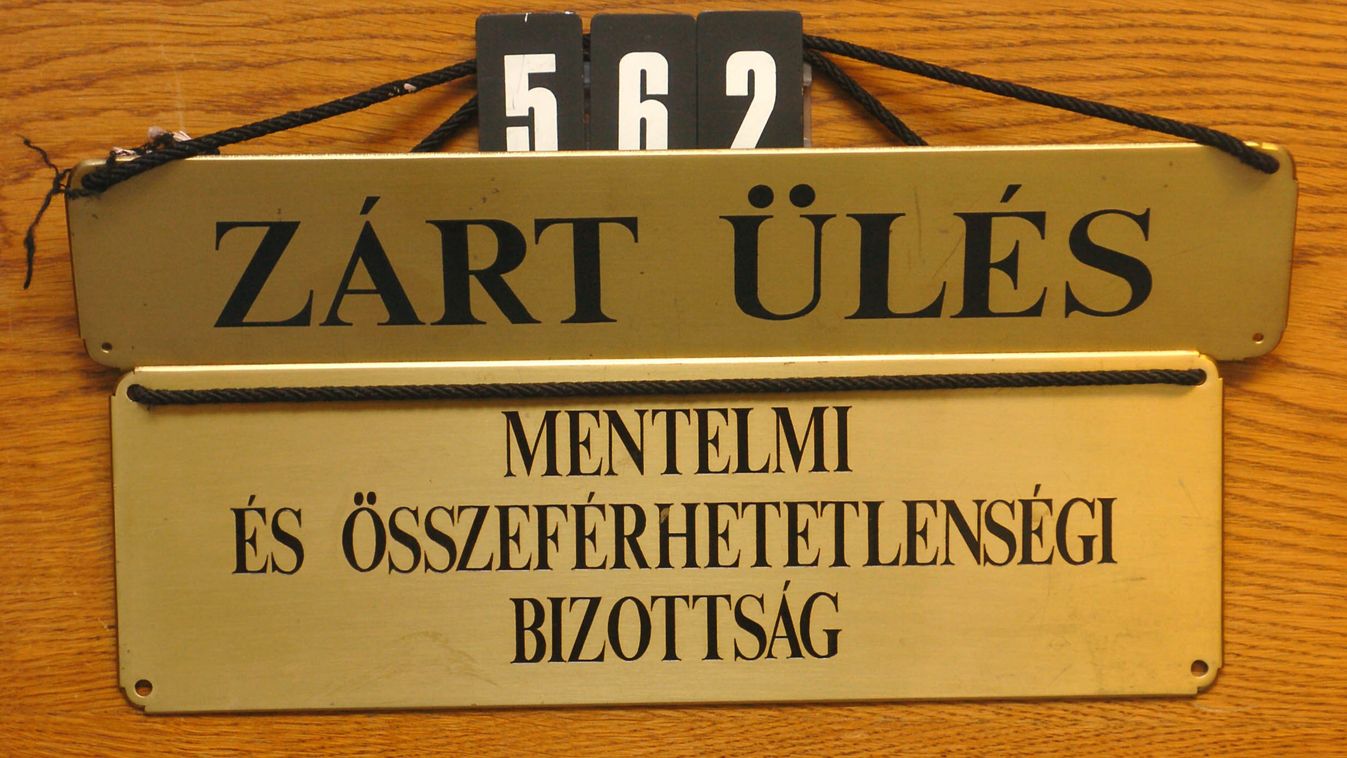 562
ZÁRT ÜLÉS
MENTELMI
ÉS ÖSSZEFÉRHETETLENSÉGI
BIZOTTSÁG